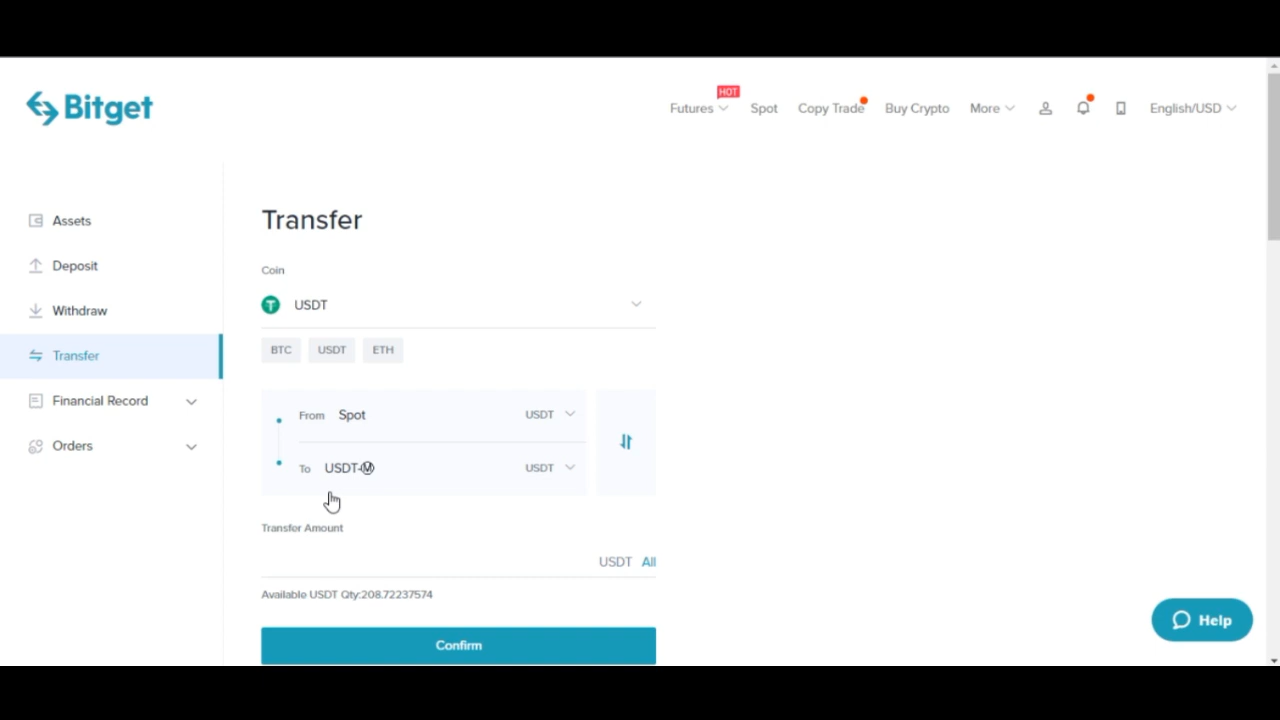 Bitget
HOT
Futures Spot Copy Trade Buy Crypto More English/USD
Assets
Deposit
Withdraw
Transfer
Financial Record
Orders
Transfer
Coin
USDT
BTC USDT ETH
From Spot USDT
To USDT-M USDT
Transfer Amount
USDT All
Available USDT Qty:208.72237574
Confirm
Help